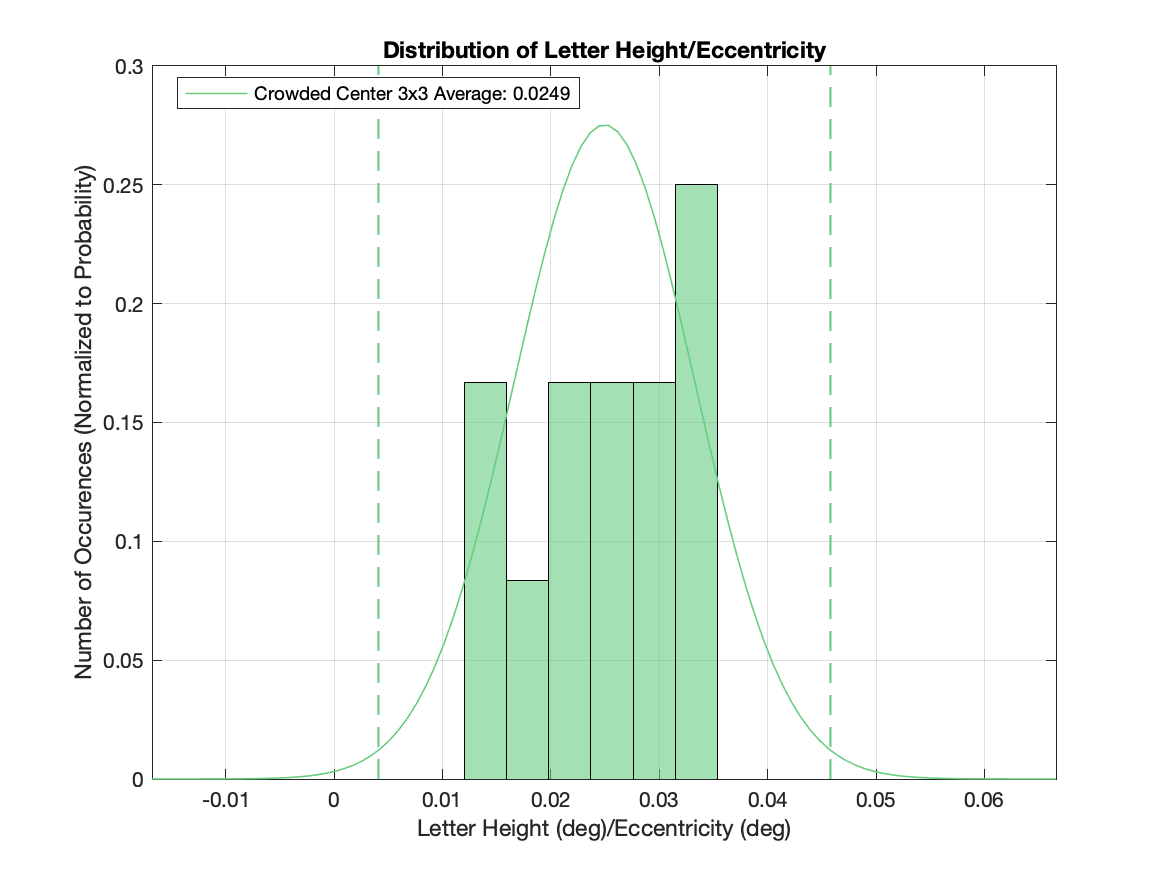 Distribution of Letter Height/Eccentricity
Crowded Center 3x3 Average: 0.0249
Number of Occurences (Normalized to Probability)
0.3
0.25
0.2
0.15
0.1
0.05
0
-0.01 0 0.01 0.02 0.03 0.04 0.05 0.06
Letter Height (deg)/Eccentricity (deg)